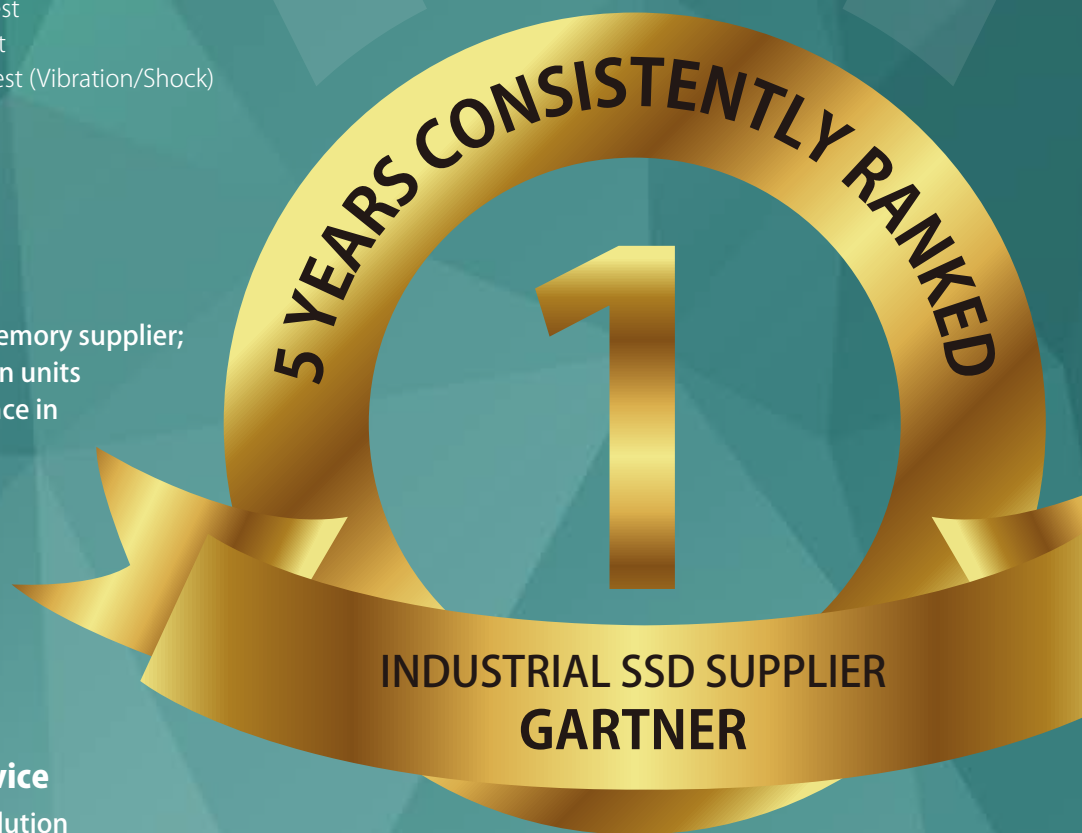 est
t
est (Vibration/Shock)
5 YEARS CONSISTENTLY RANKED
1
emory supplier;
n units
ce in
INDUSTRIAL SSD SUPPLIER
GARTNER
vice
lution